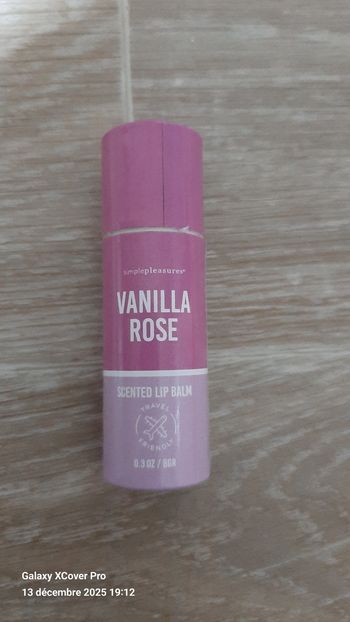 simplepleasures®
VANILLA
ROSE
SCENTED LIP BALM
TRAVEL
FRIENDLY
0.3 OZ / 8GR
Galaxy XCover Pro
13 décembre 2025 19:12